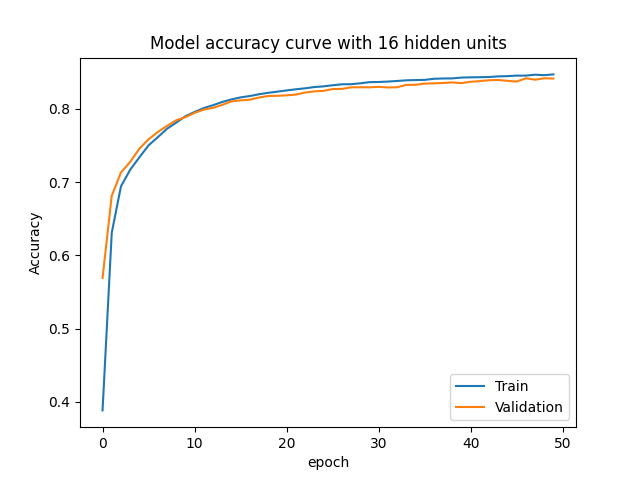 Model accuracy curve with 16 hidden units
Accuracy
0.8
0.7
0.6
0.5
0.4
0 10 20 30 40 50
epoch
Train
Validation